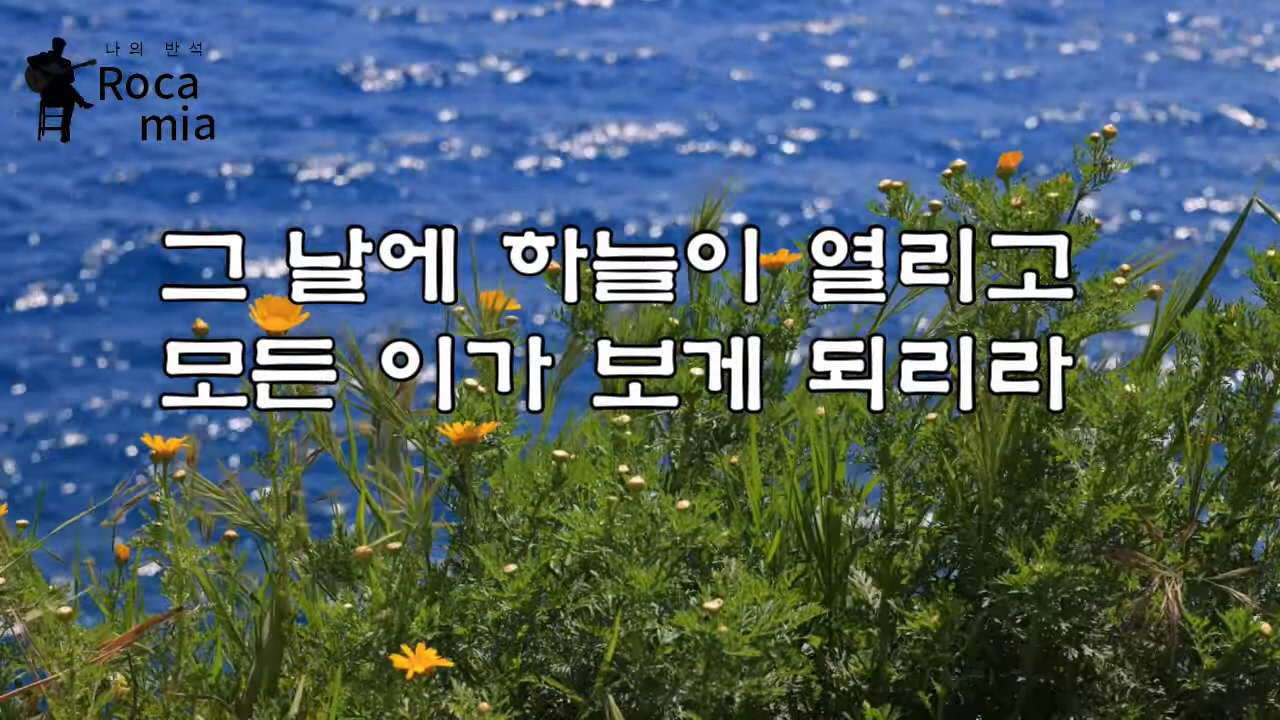 나의 반석
Roca
mia
그 날에 하늘이 열리고
모든 이가 보게 되리라